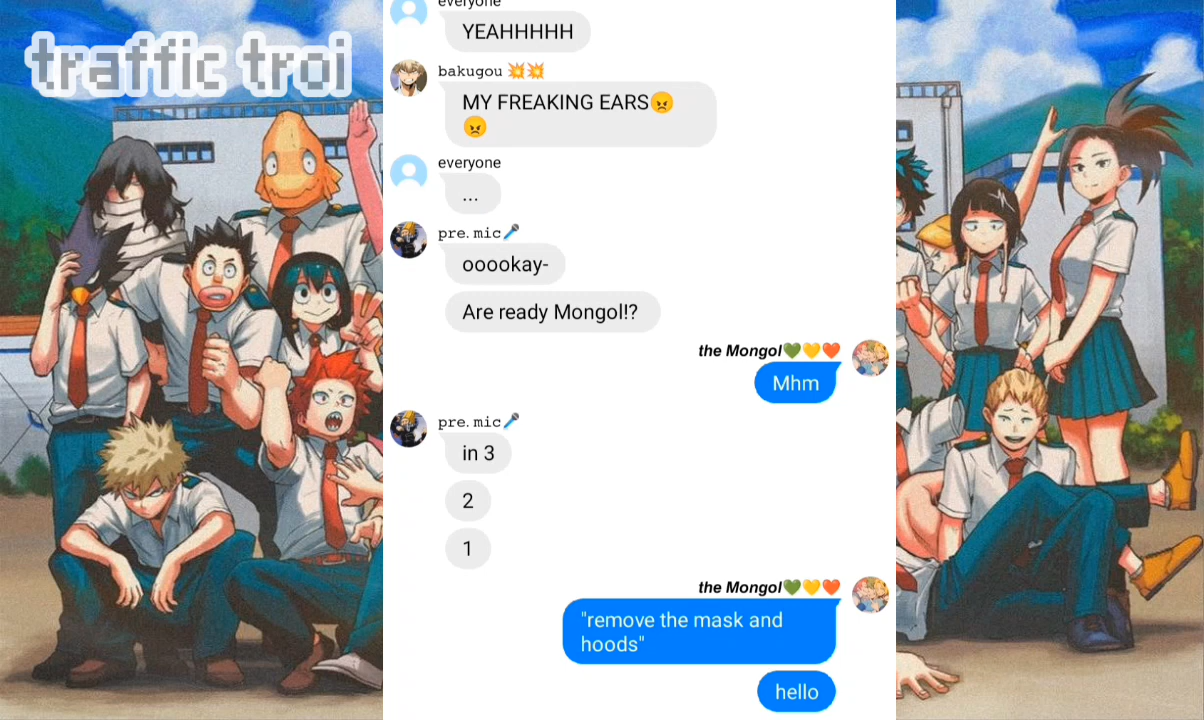 traffic troi
everyone
YEAHHHHH
bakugou 💥💥
MY FREAKING EARS😠
😠
everyone
...
pre. mic🎤
ooookay-
Are ready Mongol!?
the Mongol💚💛🧡
Mhm
pre. mic🎤
in 3
2
1
the Mongol💚💛🧡
"remove the mask and
hoods"
hello